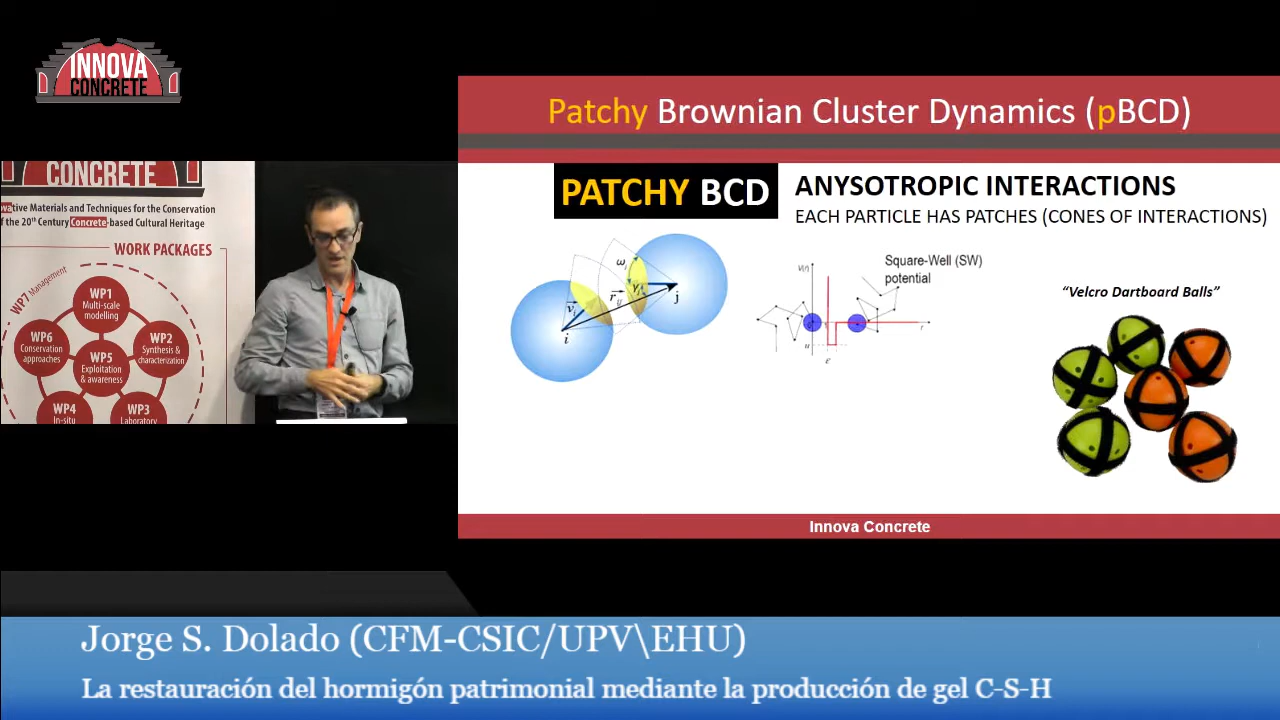 INNOVA
CONCRETE
CONCRETE
vative Materials and Techniques for the Conservation
of the 20th Century Concrete-based Cultural Heritage
WORK PACKAGES
WP7 Management
WP1
Multi-scale
modelling
WP6
Conservation
approaches
WP2
Synthesis &
characterization
WP5
Exploitation
& awareness
WP4
In-situ
WP3
Laboratory
Patchy Brownian Cluster Dynamics (pBCD)
PATCHY BCD
ANYSOTROPIC INTERACTIONS
EACH PARTICLE HAS PATCHES (CONES OF INTERACTIONS)
Square-Well (SW)
potential
V(r)
r
ω
r ij
i
j
"Velcro Dartboard Balls"
Innova Concrete
Jorge S. Dolado (CFM-CSIC/UPV\EHU)
La restauración del hormigón patrimonial mediante la producción de gel C-S-H